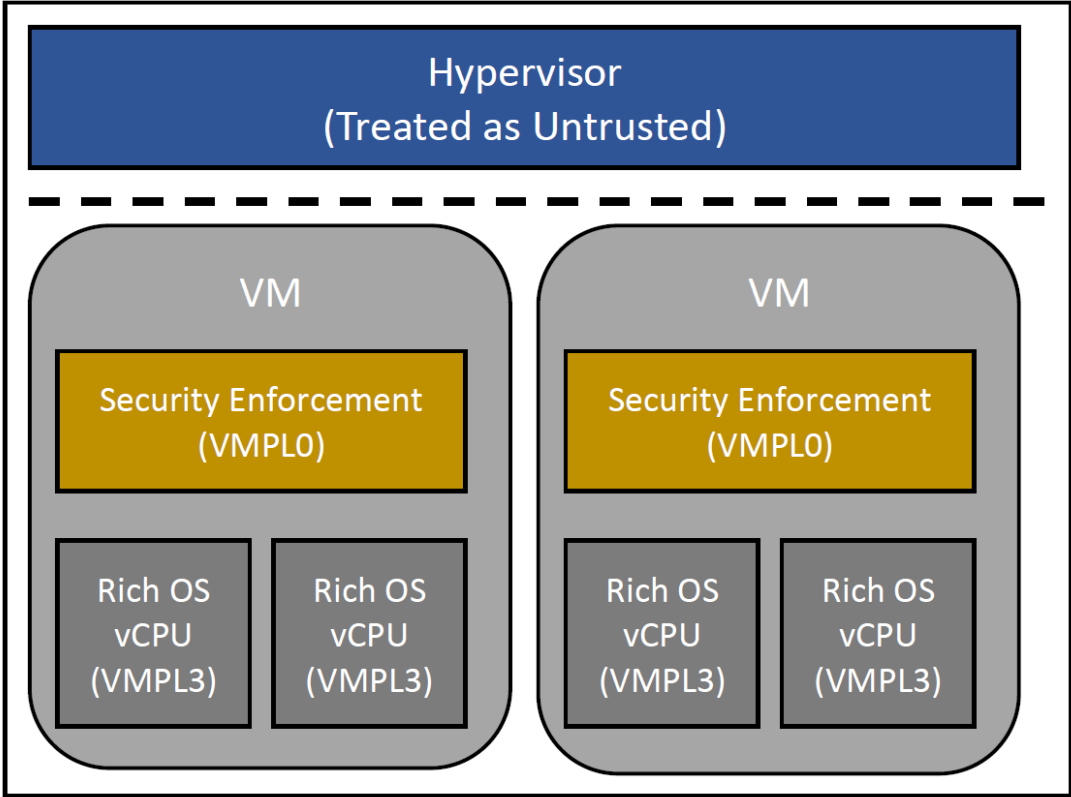 Hypervisor
(Treated as Untrusted)
VM
Security Enforcement
(VMPL0)
Rich OS
vCPU
(VMPL3)
Rich OS
vCPU
(VMPL3)
VM
Security Enforcement
(VMPL0)
Rich OS
vCPU
(VMPL3)
Rich OS
vCPU
(VMPL3)